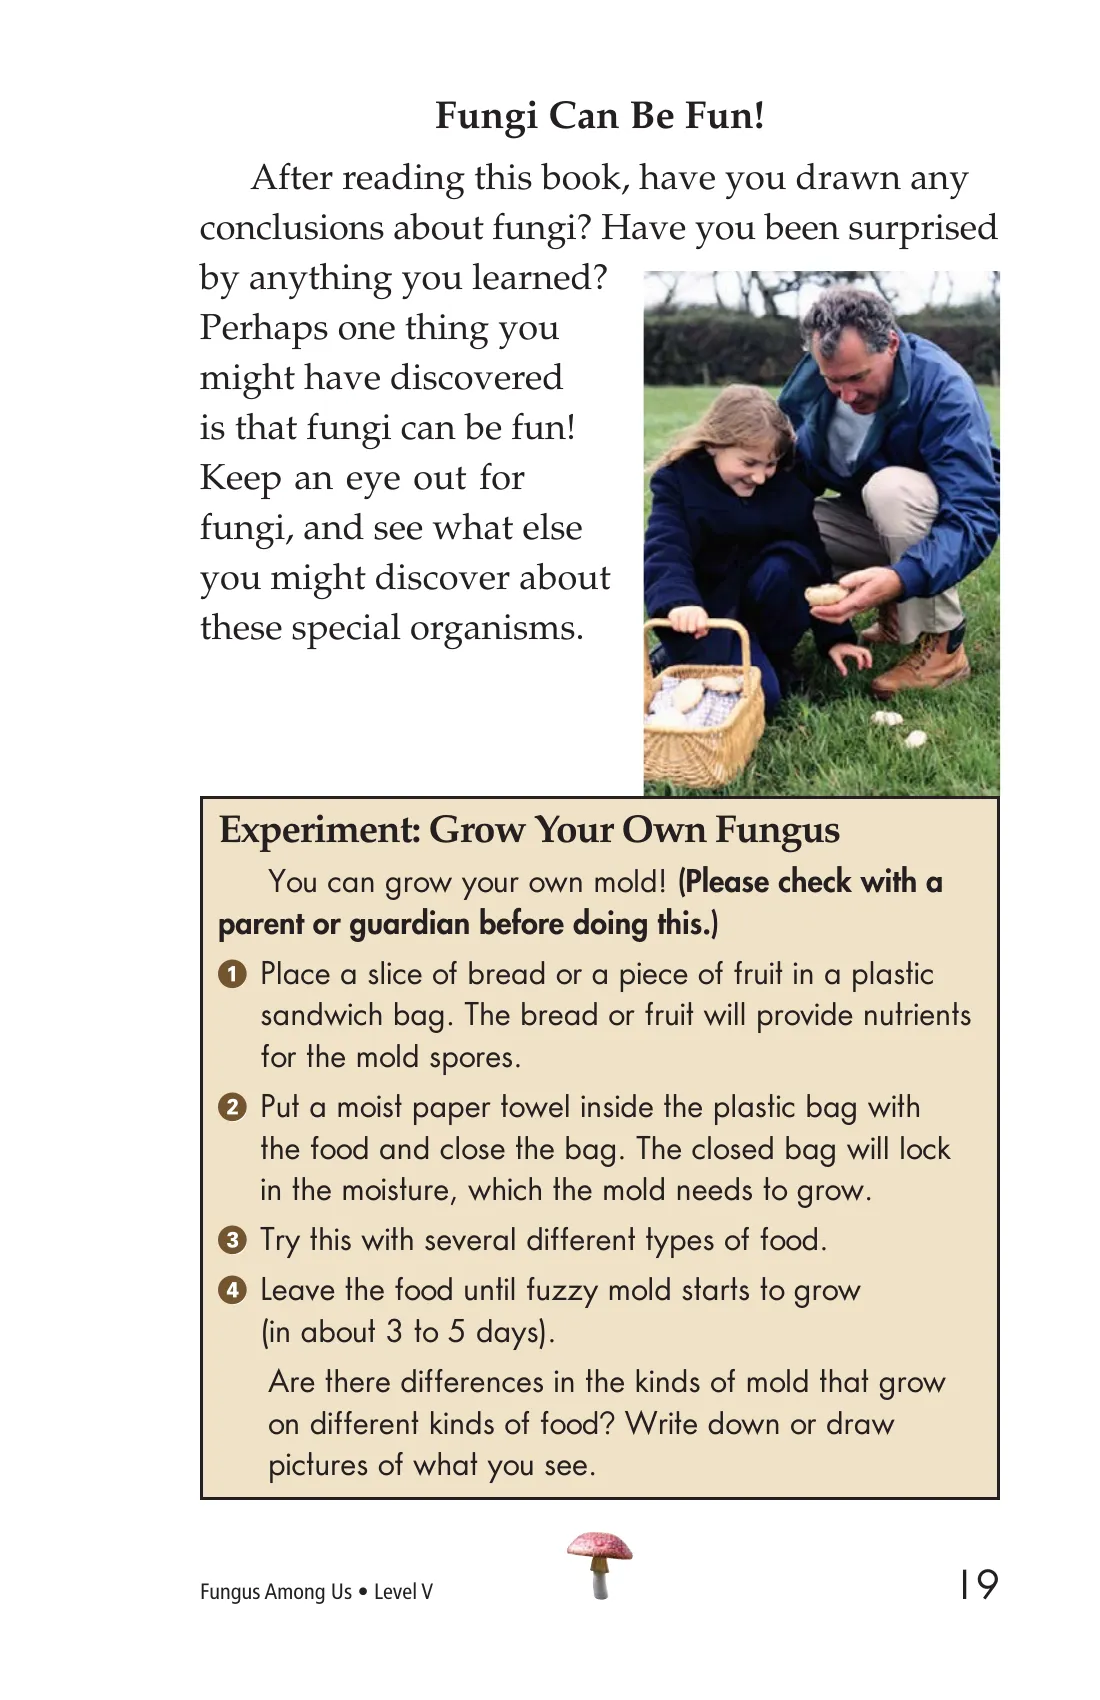 Fungi Can Be Fun!
After reading this book, have you drawn any
conclusions about fungi? Have you been surprised
by anything you learned?
Perhaps one thing you
might have discovered
is that fungi can be fun!
Keep an eye out for
fungi, and see what else
you might discover about
these special organisms.
Experiment: Grow Your Own Fungus
You can grow your own mold! (Please check with a
parent or guardian before doing this.)
1 Place a slice of bread or a piece of fruit in a plastic
sandwich bag. The bread or fruit will provide nutrients
for the mold spores.
2 Put a moist paper towel inside the plastic bag with
the food and close the bag. The closed bag will lock
in the moisture, which the mold needs to grow.
3 Try this with several different types of food.
4 Leave the food until fuzzy mold starts to grow
(in about 3 to 5 days).
Are there differences in the kinds of mold that grow
on different kinds of food? Write down or draw
pictures of what you see.
Fungus Among Us • Level V
19